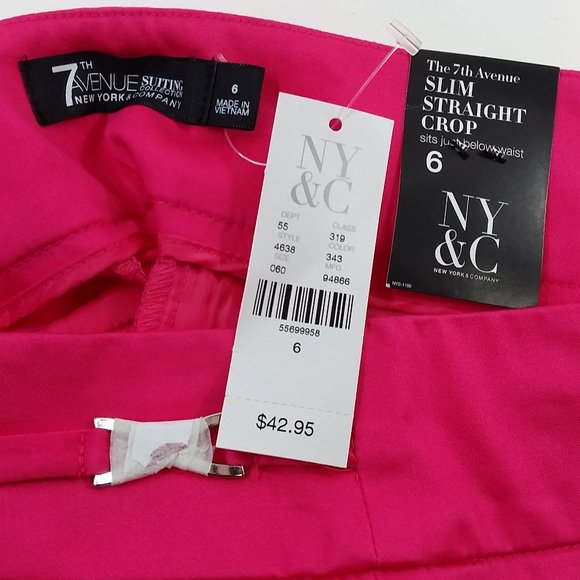 7TH
AVENUE SUITING
COLLECTION
NEW YORK & COMPANY
6
MADE IN
VIETNAM
NY
&C
DEPT CLASS
55 319
STYLE COLOR
4638 343
SIZE MFG
060 94866
55699958
6
$42.95
The 7th Avenue
SLIM
STRAIGHT
CROP
sits just below waist
6
NY
&C
NEW YORK & COMPANY
NYS-1166